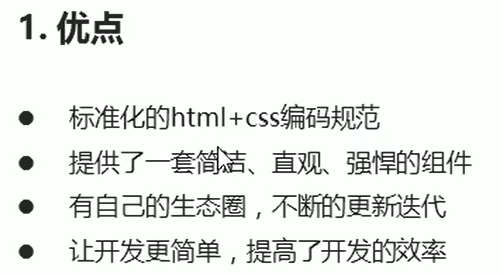 1. 优点
● 标准化的html+css编码规范
● 提供了一套简洁、直观、强悍的组件
● 有自己的生态圈，不断的更新迭代
● 让开发更简单，提高了开发的效率